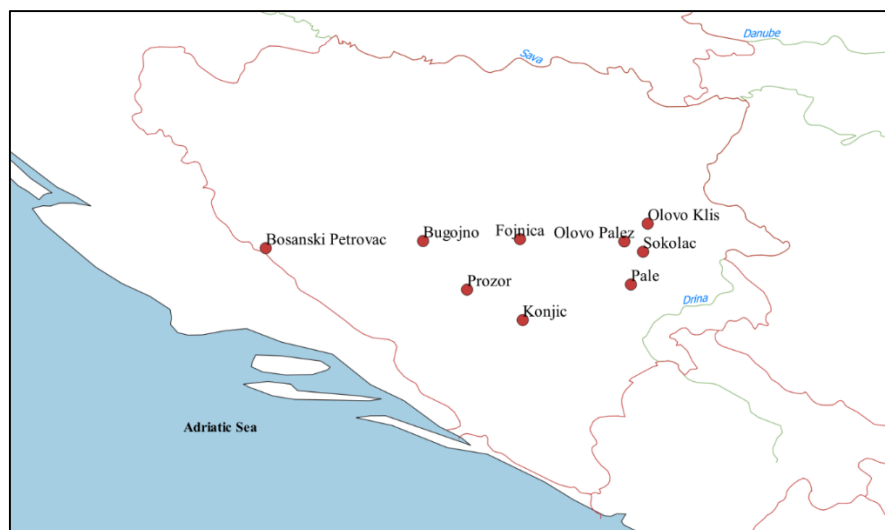 Danube
Sava
Olovo Klis
Bosanski Petrovac
Bugojno
Fojnica
Olovo Palez
Sokolac
Prozor
Pale
Drina
Konjic
Adriatic Sea